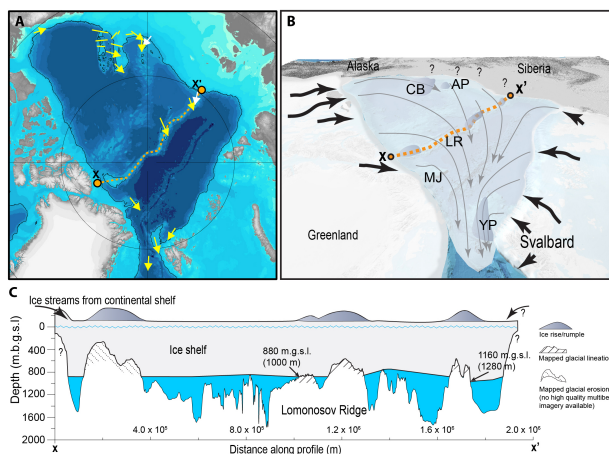 A
X'
X
B
Alaska
Siberia
?
?
?
?
?
CB
AP
X'
X
LR
MJ
YP
Greenland
Svalbard
C
Ice streams from continental shelf
?
?
?
Depth (m.b.g.s.l)
0
400
800
1200
1600
2000
Ice shelf
880 m.g.s.l.
(1000 m)
1160 m.g.s.l
(1280 m)
Lomonosov Ridge
4.0 x 10⁶
8.0 x 10⁶
1.2 x 10⁶
1.6 x 10⁶
2.0 x 10⁶
x
Distance along profile (m)
x'
Ice rise/rumple
Mapped glacial lineatio
Mapped glacial erosion
(no high quality multibe
imagery available)